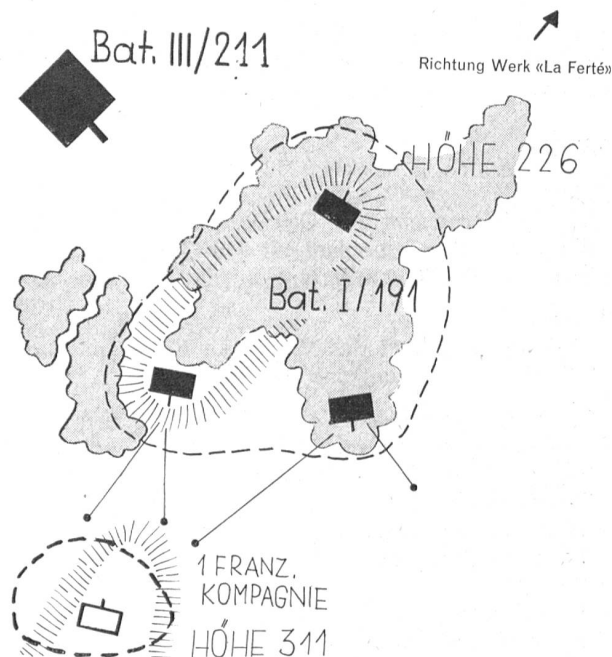 Bat. III/211
Richtung Werk «La Ferté»
HÖHE 226
Bat. I/191
1 FRANZ.
KOMPAGNIE
HÖHE 311